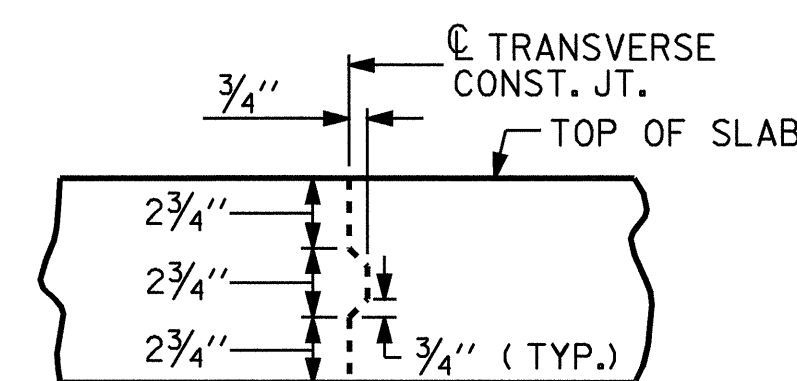 ℄ TRANSVERSE
CONST. JT.
3/4"
TOP OF SLAB
2 3/4"
2 3/4"
2 3/4"
3/4" (TYP.)